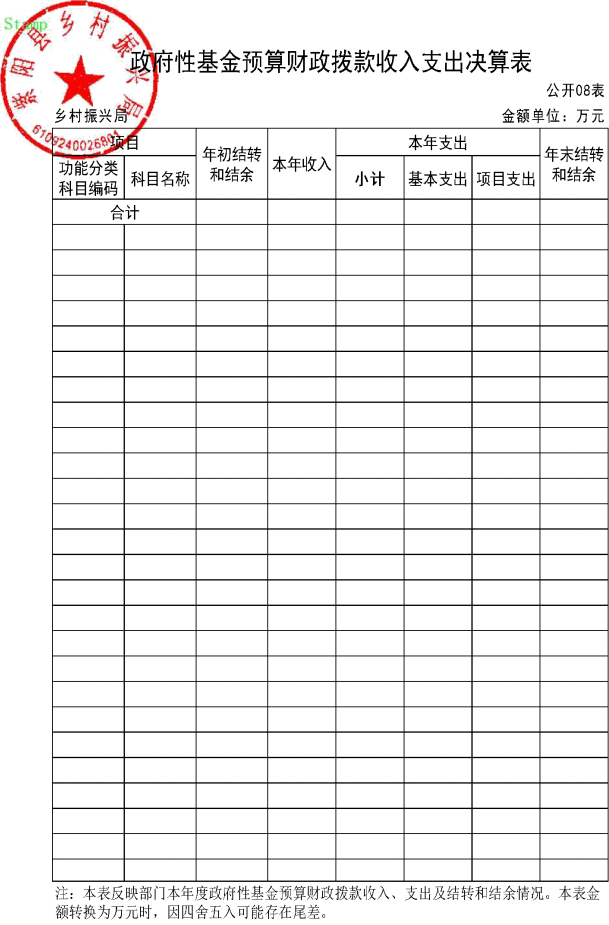 Stamp
紫阳县乡村振兴局
6109240026801
政府性基金预算财政拨款收入支出决算表
公开08表
乡村振兴局
金额单位：万元
项目
年初结转和结余
本年收入
本年支出
年末结转和结余
功能分类科目编码
科目名称
小计
基本支出
项目支出
合计
注：本表反映部门本年度政府性基金预算财政拨款收入、支出及结转和结余情况。本表金
额转换为万元时，因四舍五入可能存在尾差。